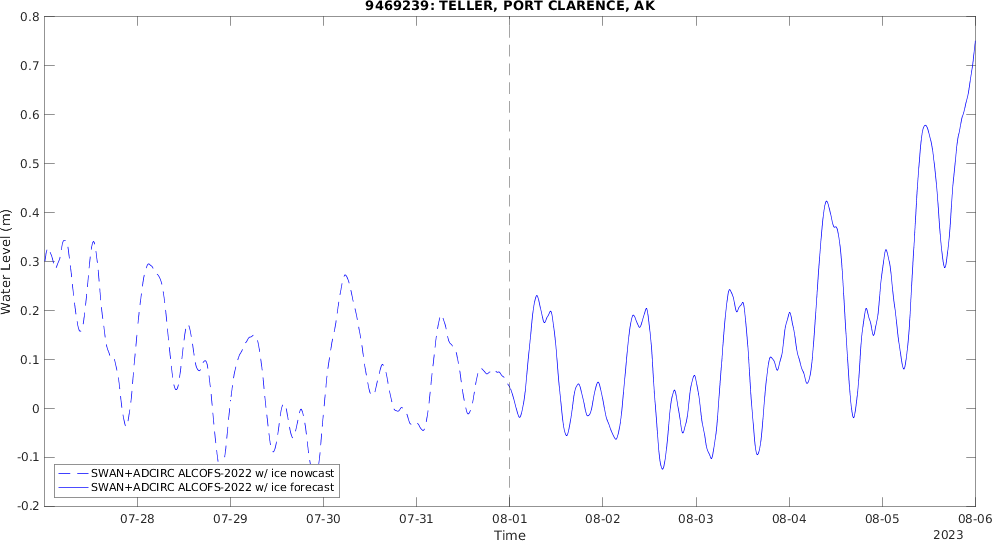 9469239: TELLER, PORT CLARENCE, AK
0.8
0.7
0.6
0.5
0.4
0.3
0.2
0.1
0
-0.1
-0.2
Water Level (m)
SWAN+ADCIRC ALCOFS-2022 w/ ice nowcast
SWAN+ADCIRC ALCOFS-2022 w/ ice forecast
07-28 07-29 07-30 07-31 08-01 08-02 08-03 08-04 08-05 08-06
Time
2023